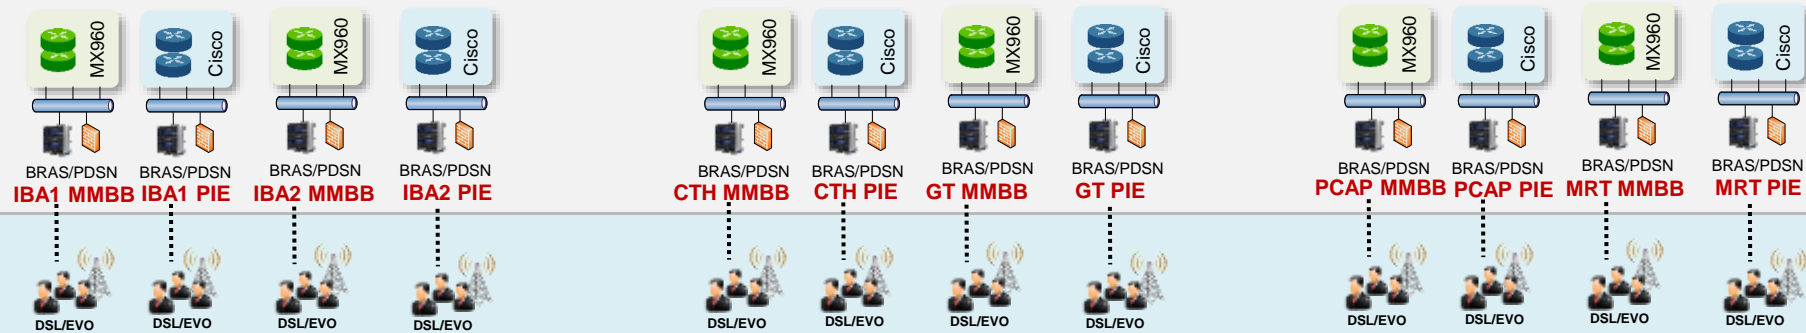 MX960
Cisco
MX960
Cisco
MX960
Cisco
MX960
Cisco
MX960
Cisco
MX960
Cisco
BRAS/PDSN
BRAS/PDSN
BRAS/PDSN
BRAS/PDSN
BRAS/PDSN
BRAS/PDSN
BRAS/PDSN
BRAS/PDSN
BRAS/PDSN
BRAS/PDSN
BRAS/PDSN
BRAS/PDSN
IBA1 MMBB
IBA1 PIE
IBA2 MMBB
IBA2 PIE
CTH MMBB
CTH PIE
GT MMBB
GT PIE
PCAP MMBB
PCAP PIE
MRT MMBB
MRT PIE
DSL/EVO
DSL/EVO
DSL/EVO
DSL/EVO
DSL/EVO
DSL/EVO
DSL/EVO
DSL/EVO
DSL/EVO
DSL/EVO
DSL/EVO
DSL/EVO